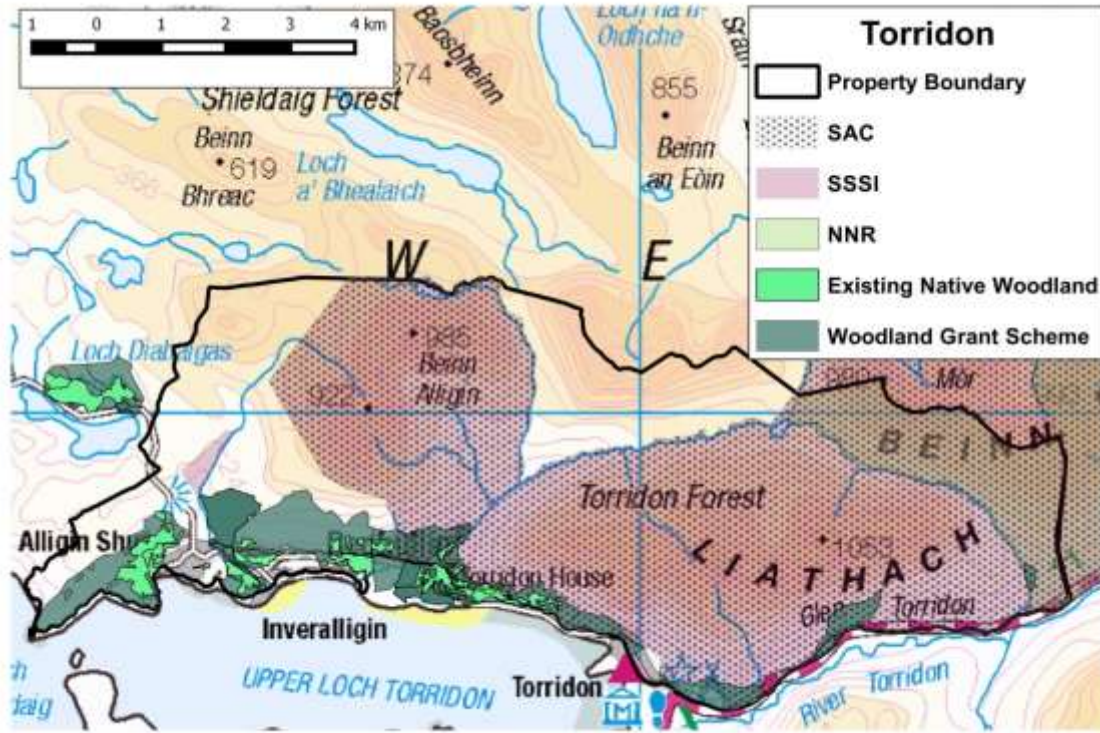 1 0 1 2 3 4 km
Loch na h-
Oidhche
Baosbheinn
874
Shieldaig Forest
855
Beinn
619
Bhreac
Loch
a' Bhealaich
Beinn
an Eòin
Torridon
Property Boundary
SAC
SSSI
NNR
Existing Native Woodland
Woodland Grant Scheme
W E
368
Loch Diabaigas
985
Beinn
Alligin
922
Mòr
BEINN
Torridon Forest
LIATHACH
1053
Alligin Shu
Torridon House
Glen Torridon
Inveralligin
UPPER LOCH TORRIDON
Torridon
River Torridon
M